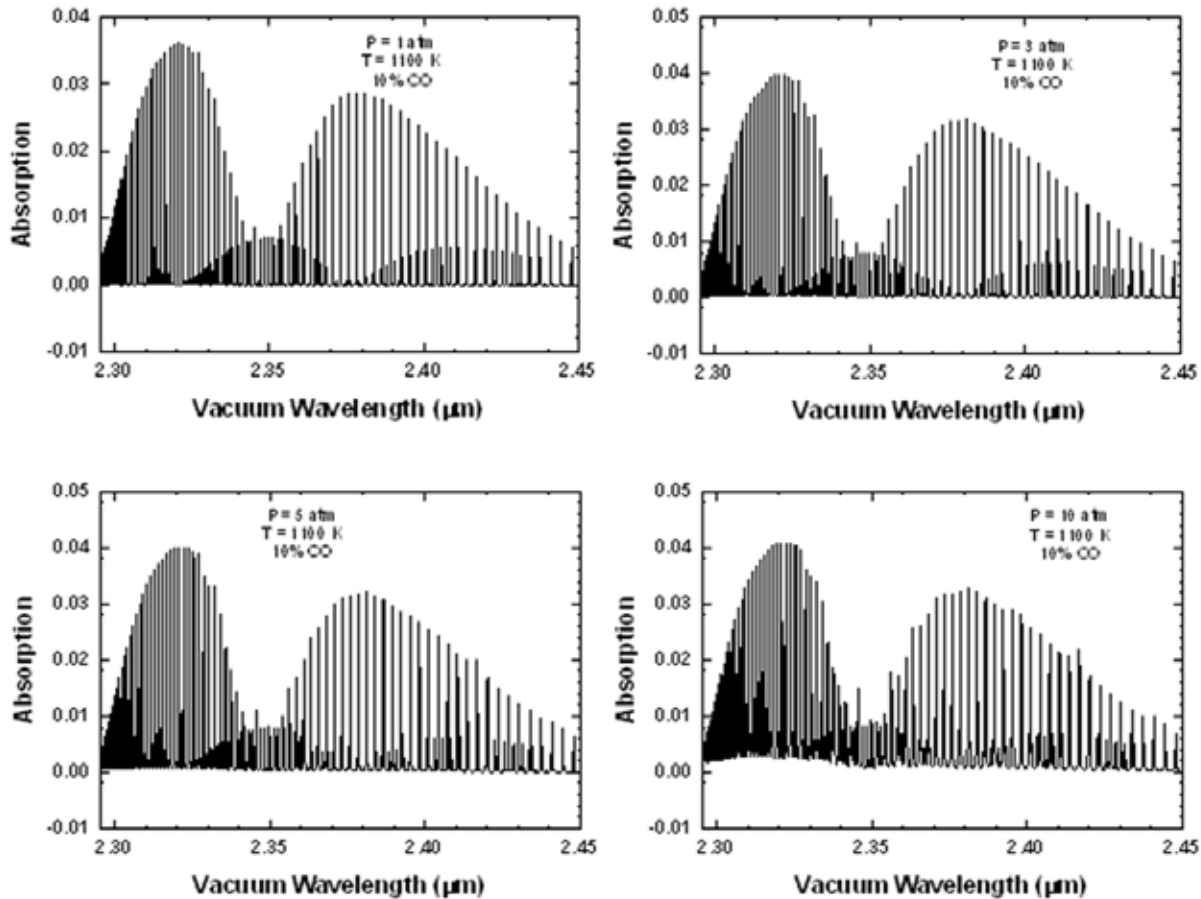 0.04
P = 1 atm
T = 1100 K
10% CO
0.03
0.02
0.01
0.00
-0.01
Absorption
2.30 2.35 2.40 2.45
Vacuum Wavelength (μm)
0.05
P = 3 atm
T = 1100 K
10% CO
0.04
0.03
0.02
0.01
0.00
-0.01
Absorption
2.30 2.35 2.40 2.45
Vacuum Wavelength (μm)
0.05
P = 5 atm
T = 1100 K
10% CO
0.04
0.03
0.02
0.01
0.00
-0.01
Absorption
2.30 2.35 2.40 2.45
Vacuum Wavelength (μm)
0.05
P = 10 atm
T = 1100 K
10% CO
0.04
0.03
0.02
0.01
0.00
-0.01
Absorption
2.30 2.35 2.40 2.45
Vacuum Wavelength (μm)